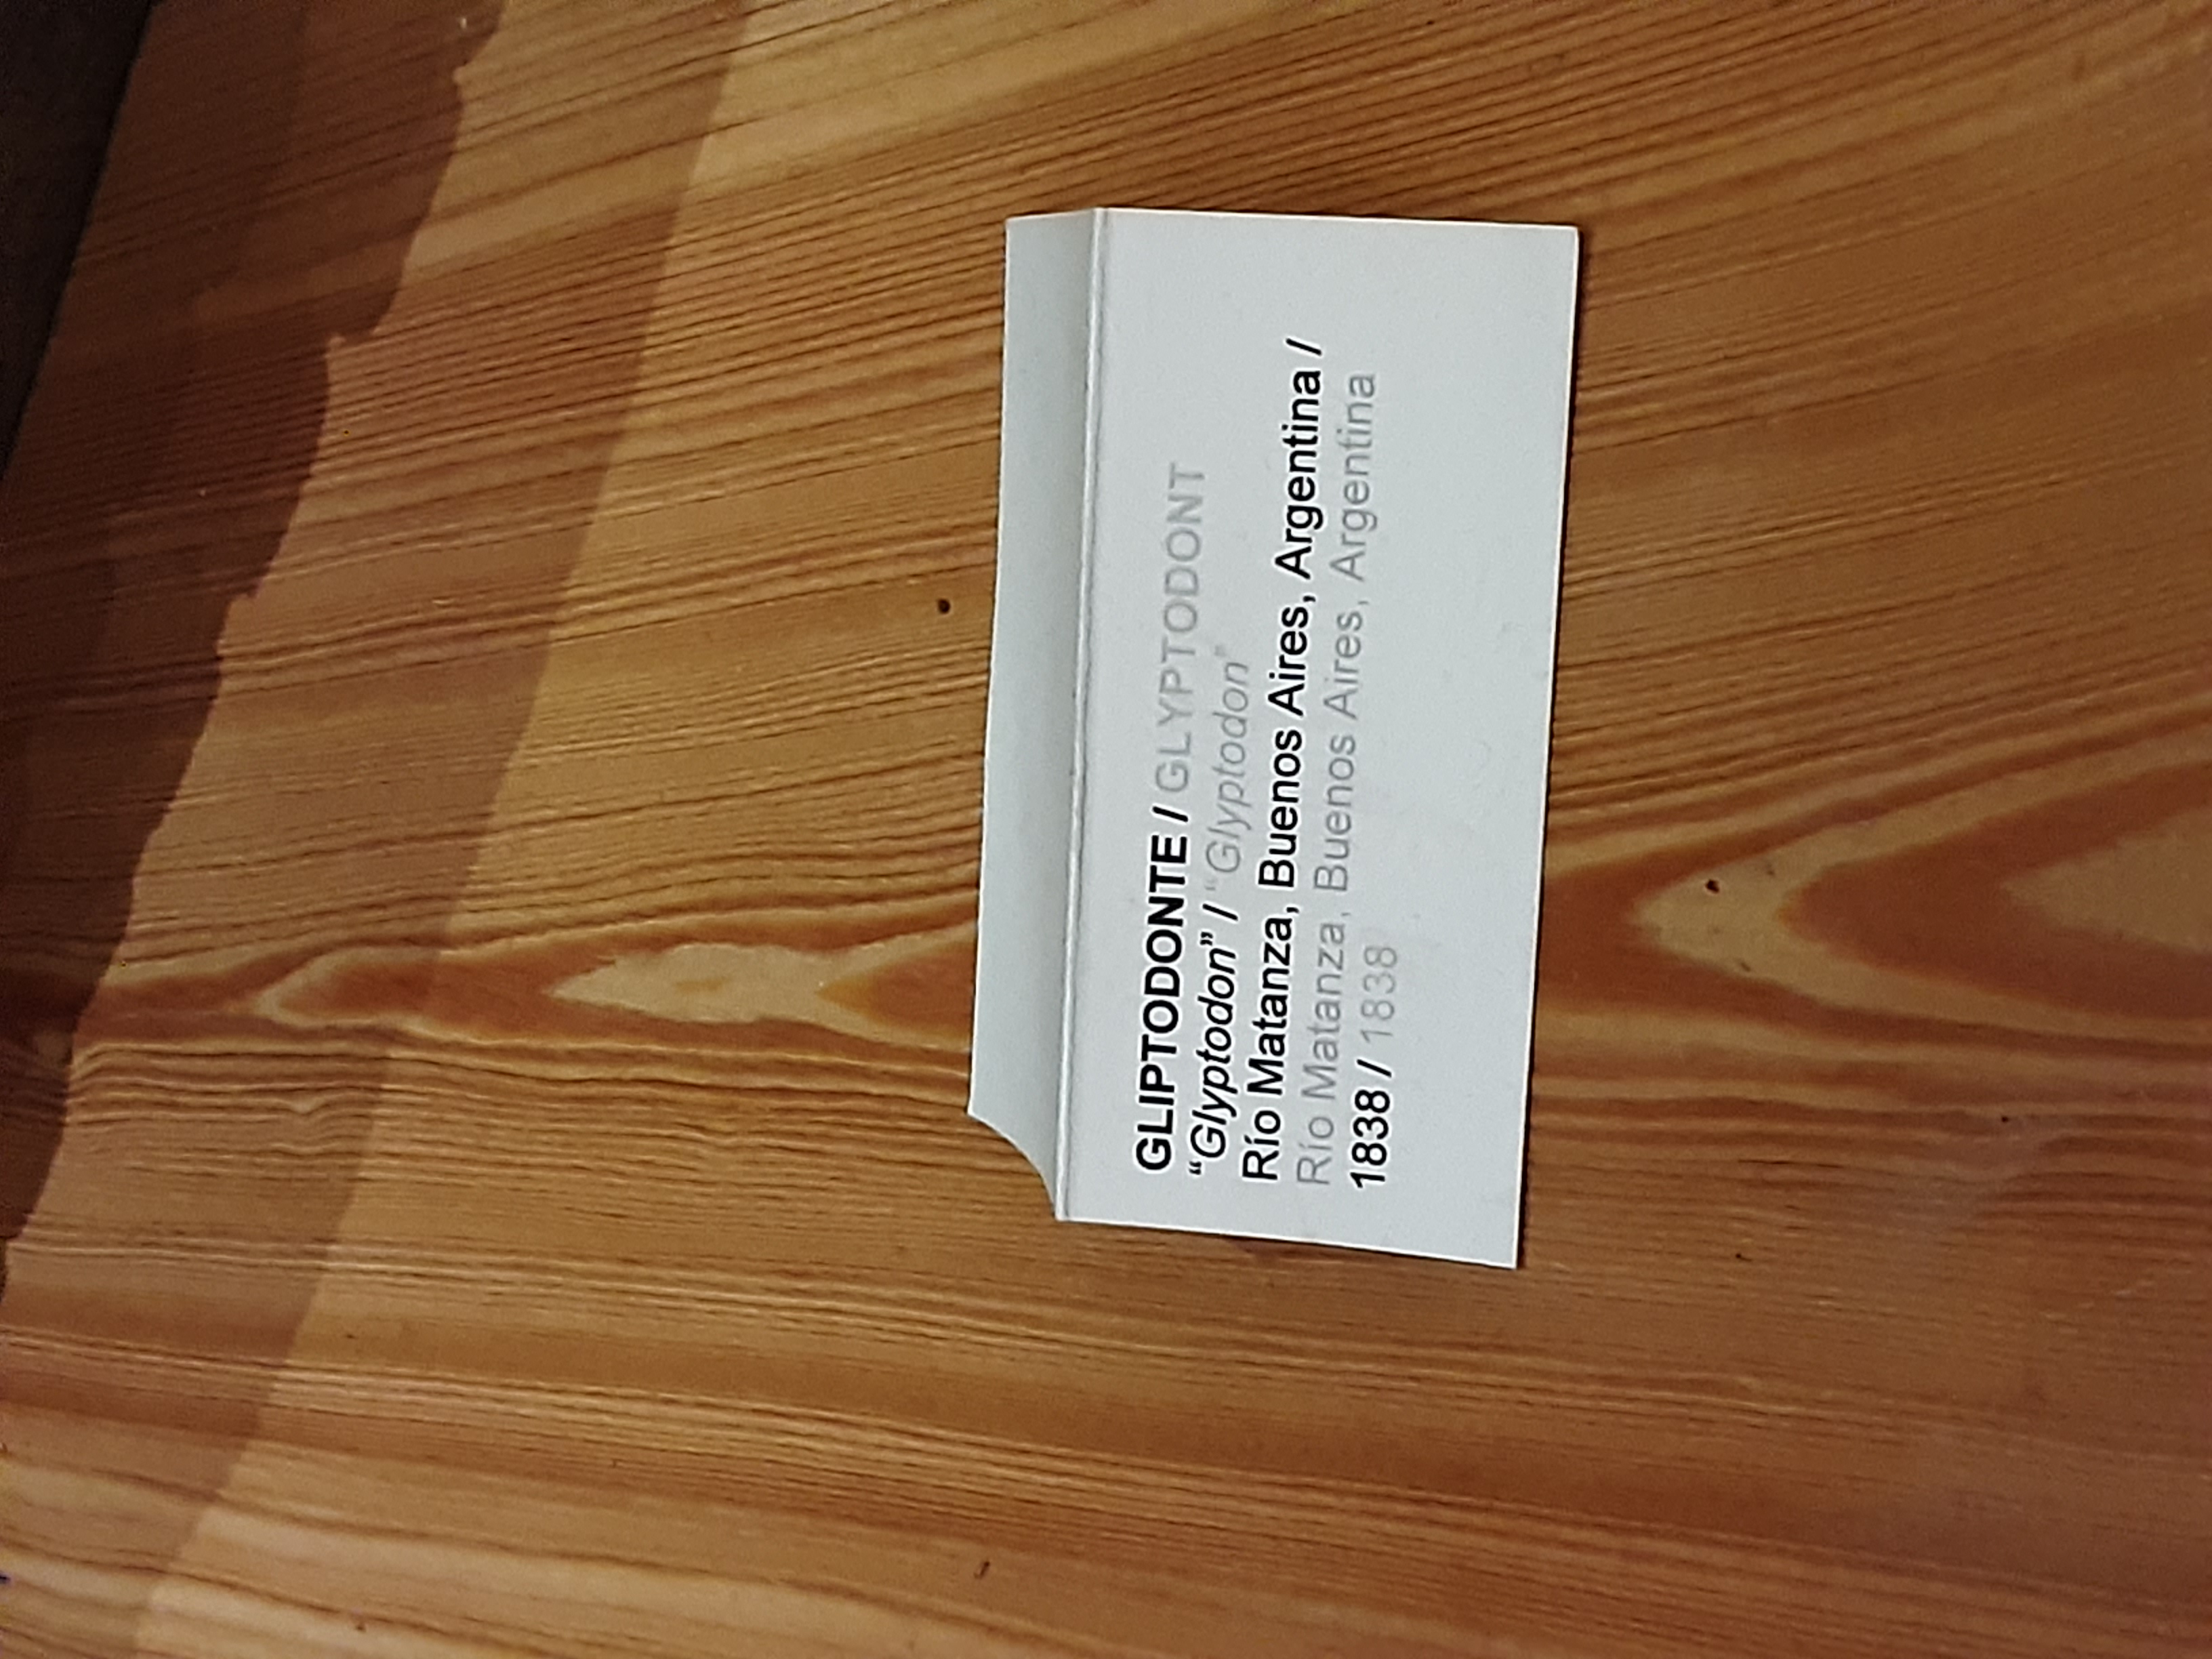 GLIPTODONTE / GLYPTODONT
“Glyptodon” / “Glyptodon”
Río Matanza, Buenos Aires, Argentina /
Río Matanza, Buenos Aires, Argentina
1838 / 1838